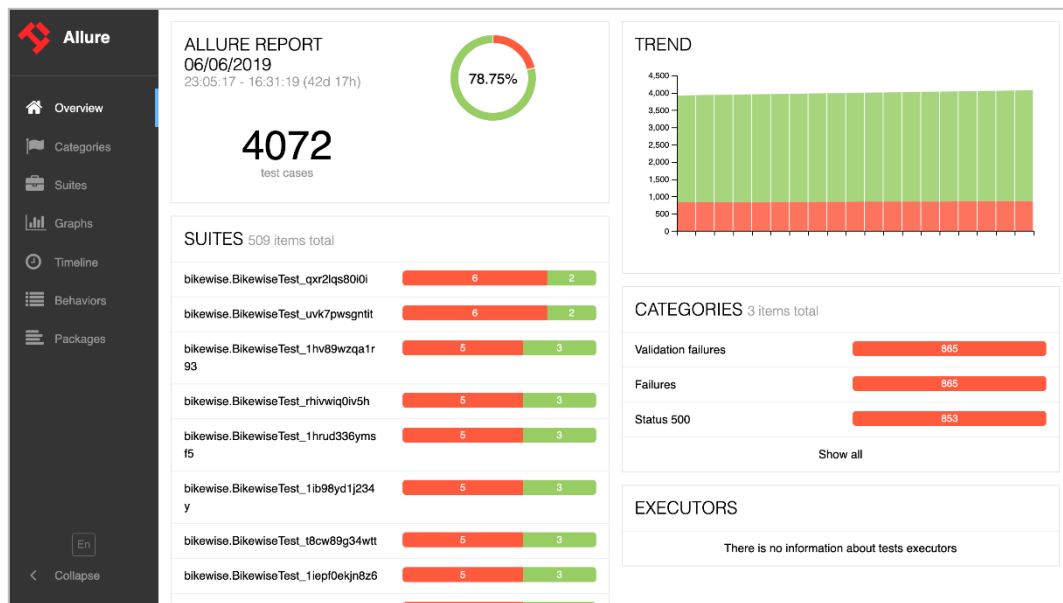 Allure
Overview
Categories
Suites
Graphs
Timeline
Behaviors
Packages
En
Collapse
ALLURE REPORT
06/06/2019
23:05:17 - 16:31:19 (42d 17h)
78.75%
4072
test cases
SUITES 509 items total
bikewise.BikewiseTest_qxr2lqs80i0i 6 2
bikewise.BikewiseTest_uvk7pwsgntit 6 2
bikewise.BikewiseTest_1hv89wzqa1r 5 3
93
bikewise.BikewiseTest_rhivwiq0iv5h 5 3
bikewise.BikewiseTest_1hrud336yms 5 3
f5
bikewise.BikewiseTest_1ib98yd1j234 5 3
y
bikewise.BikewiseTest_t8cw89g34wtt 5 3
bikewise.BikewiseTest_1iepf0ekjn8z6 5 3
TREND
4,500
4,000
3,500
3,000
2,500
2,000
1,500
1,000
500
0
CATEGORIES 3 items total
Validation failures 865
Failures 865
Status 500 853
Show all
EXECUTORS
There is no information about tests executors